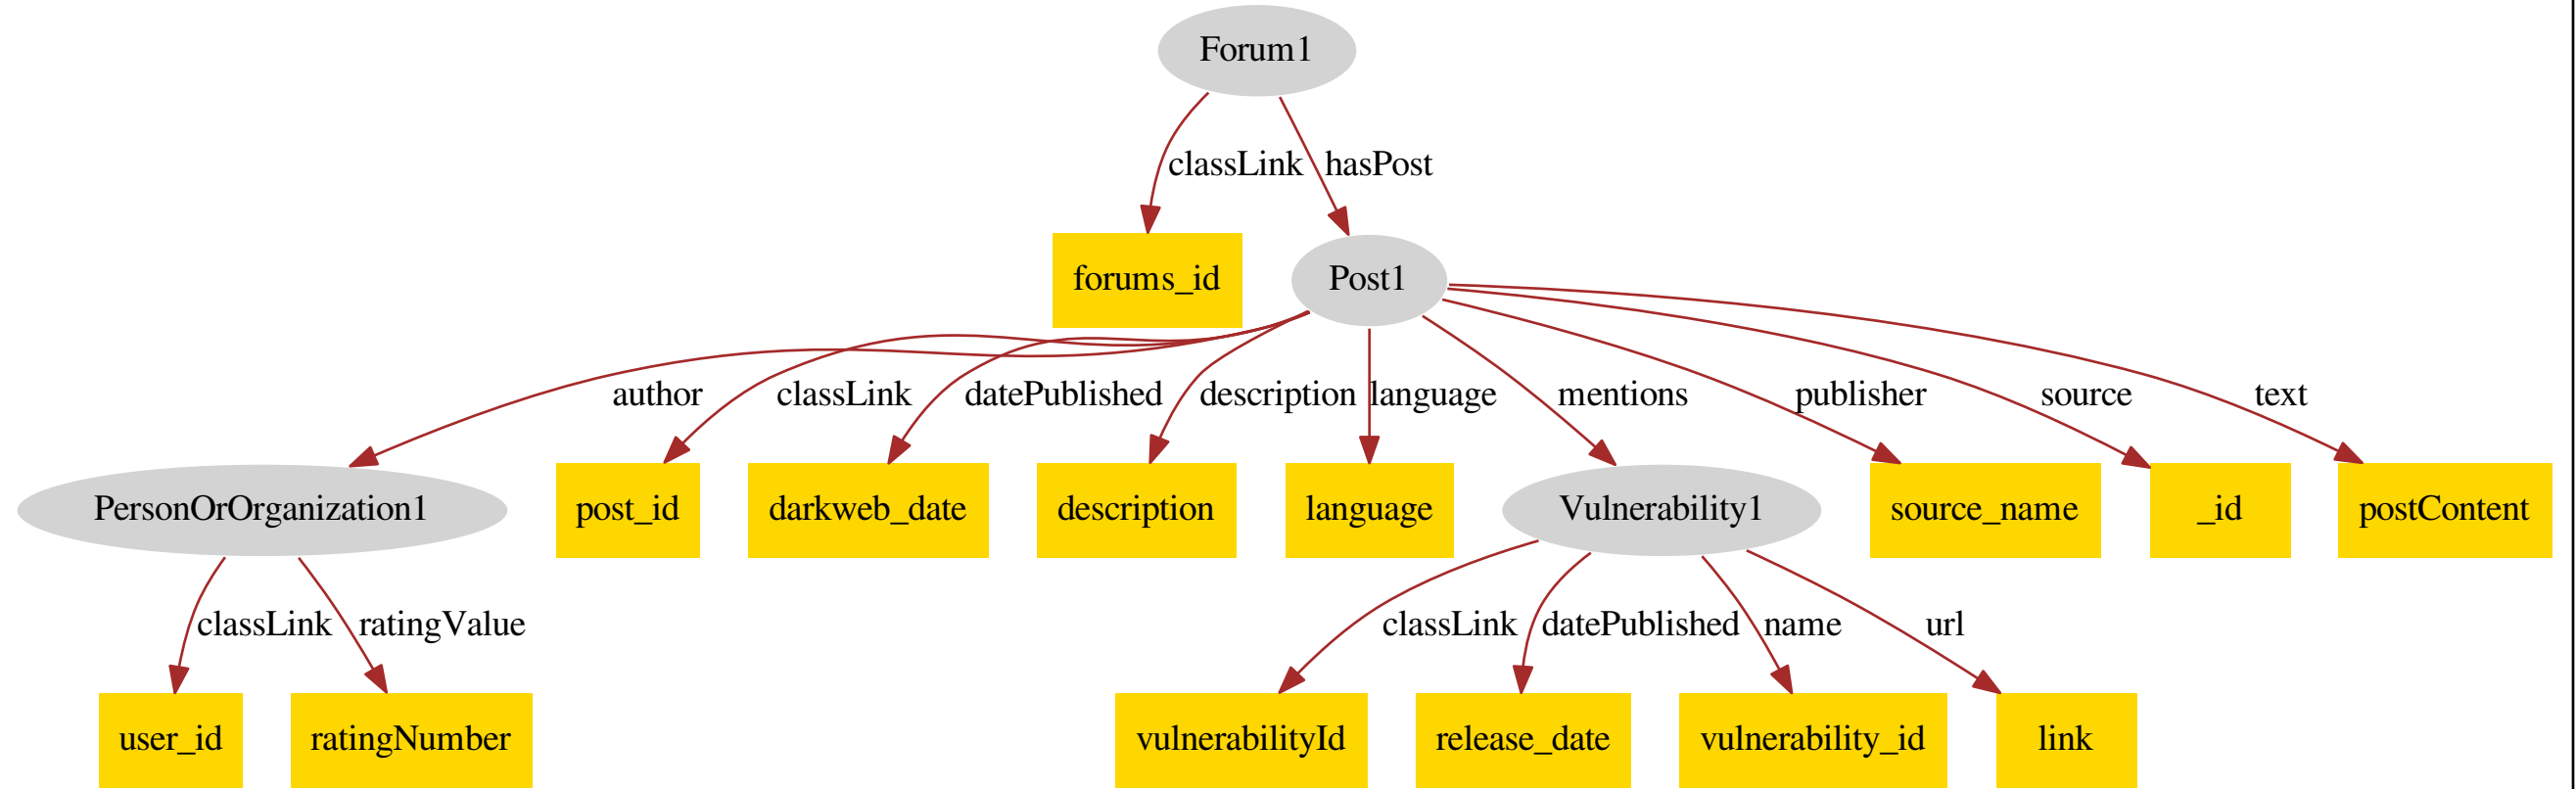 Forum1
classLink hasPost
forums_id Post1
author classLink datePublished description language mentions publisher source text
PersonOrOrganization1 post_id darkweb_date description language Vulnerability1 source_name _id postContent
classLink ratingValue classLink datePublished name url
user_id ratingNumber vulnerabilityId release_date vulnerability_id link